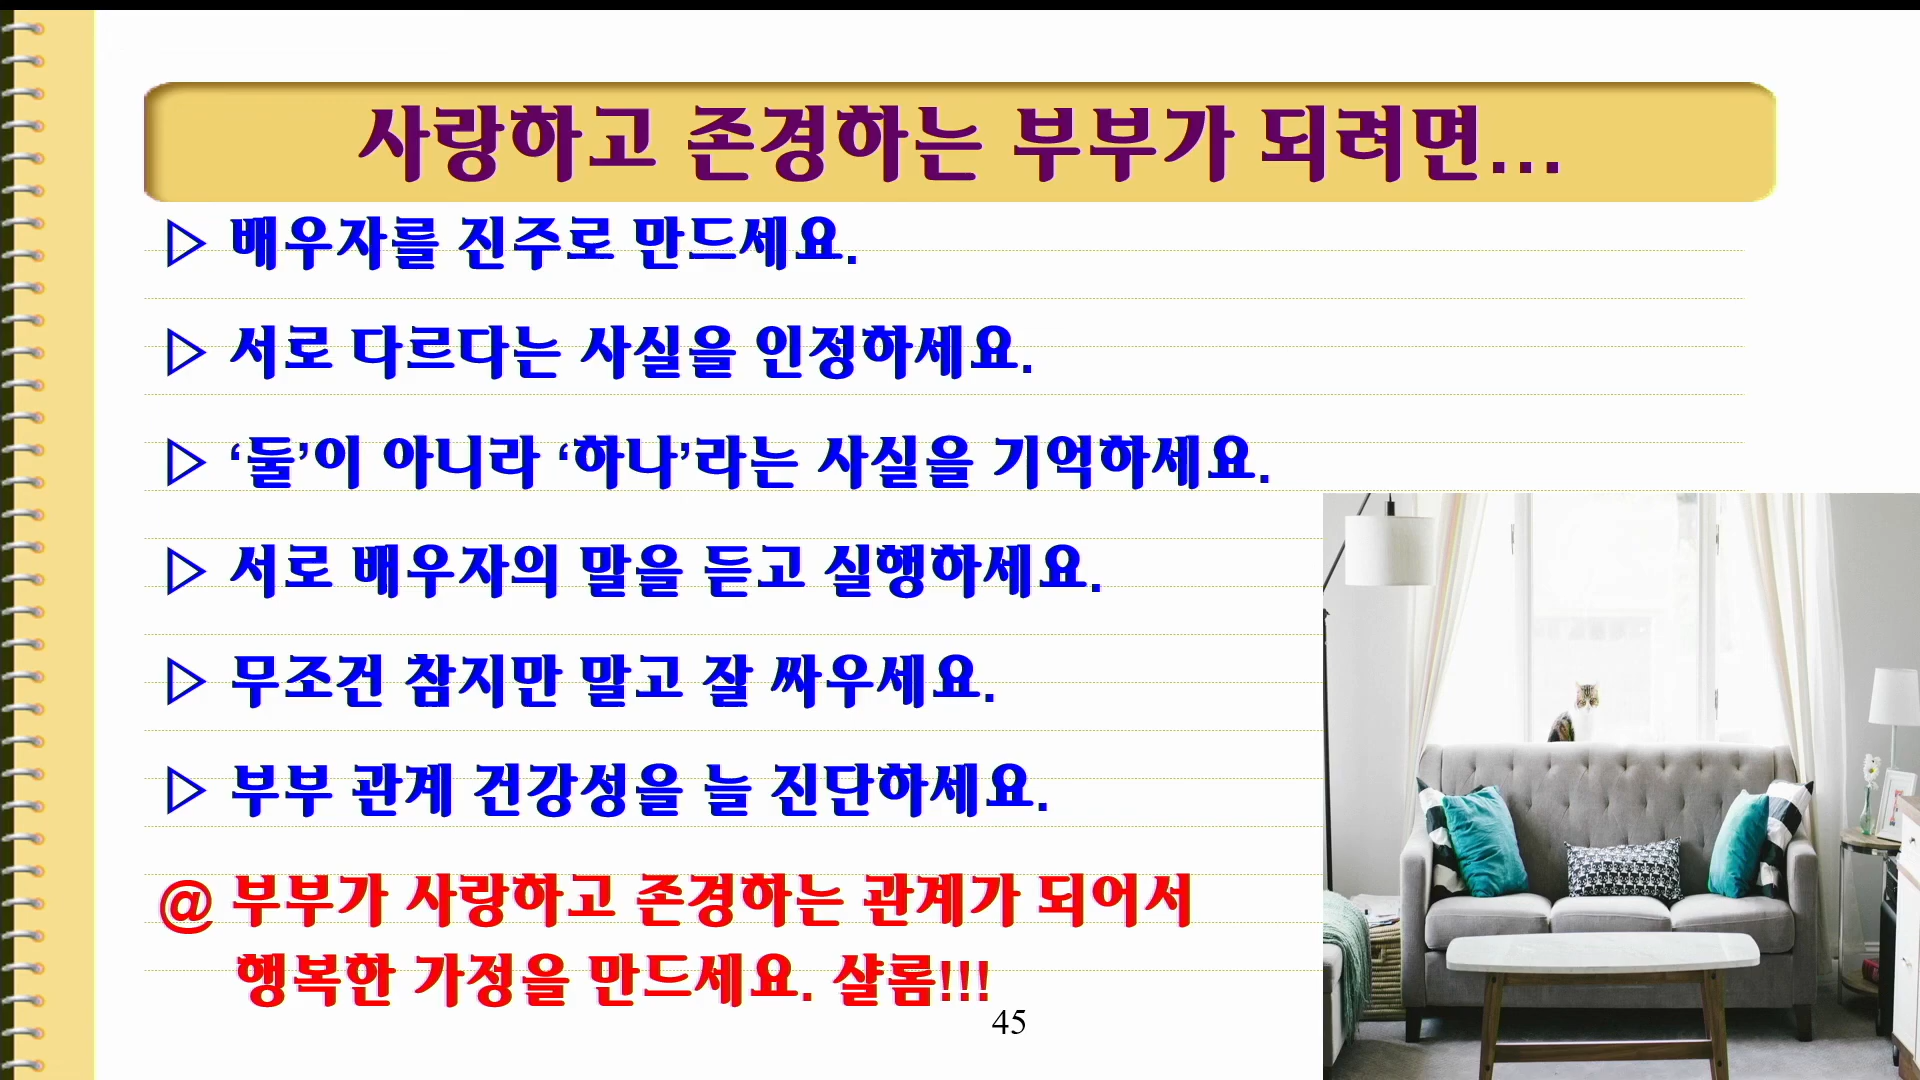 사랑하고 존경하는 부부가 되려면...
▷ 배우자를 진주로 만드세요.
▷ 서로 다르다는 사실을 인정하세요.
▷ ‘둘’이 아니라 ‘하나’라는 사실을 기억하세요.
▷ 서로 배우자의 말을 듣고 실행하세요.
▷ 무조건 참지만 말고 잘 싸우세요.
▷ 부부 관계 건강성을 늘 진단하세요.
@ 부부가 사랑하고 존경하는 관계가 되어서
행복한 가정을 만드세요. 샬롬!!!
45